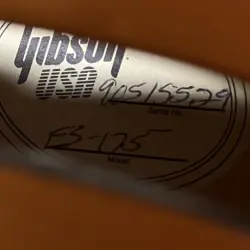 Gibson
USA
90515529
Serial No.
ES-175
Model